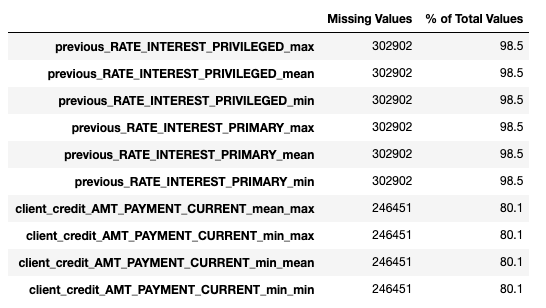 Missing Values % of Total Values
previous_RATE_INTEREST_PRIVILEGED_max 302902 98.5
previous_RATE_INTEREST_PRIVILEGED_mean 302902 98.5
previous_RATE_INTEREST_PRIVILEGED_min 302902 98.5
previous_RATE_INTEREST_PRIMARY_max 302902 98.5
previous_RATE_INTEREST_PRIMARY_mean 302902 98.5
previous_RATE_INTEREST_PRIMARY_min 302902 98.5
client_credit_AMT_PAYMENT_CURRENT_mean_max 246451 80.1
client_credit_AMT_PAYMENT_CURRENT_min_max 246451 80.1
client_credit_AMT_PAYMENT_CURRENT_min_mean 246451 80.1
client_credit_AMT_PAYMENT_CURRENT_min_min 246451 80.1